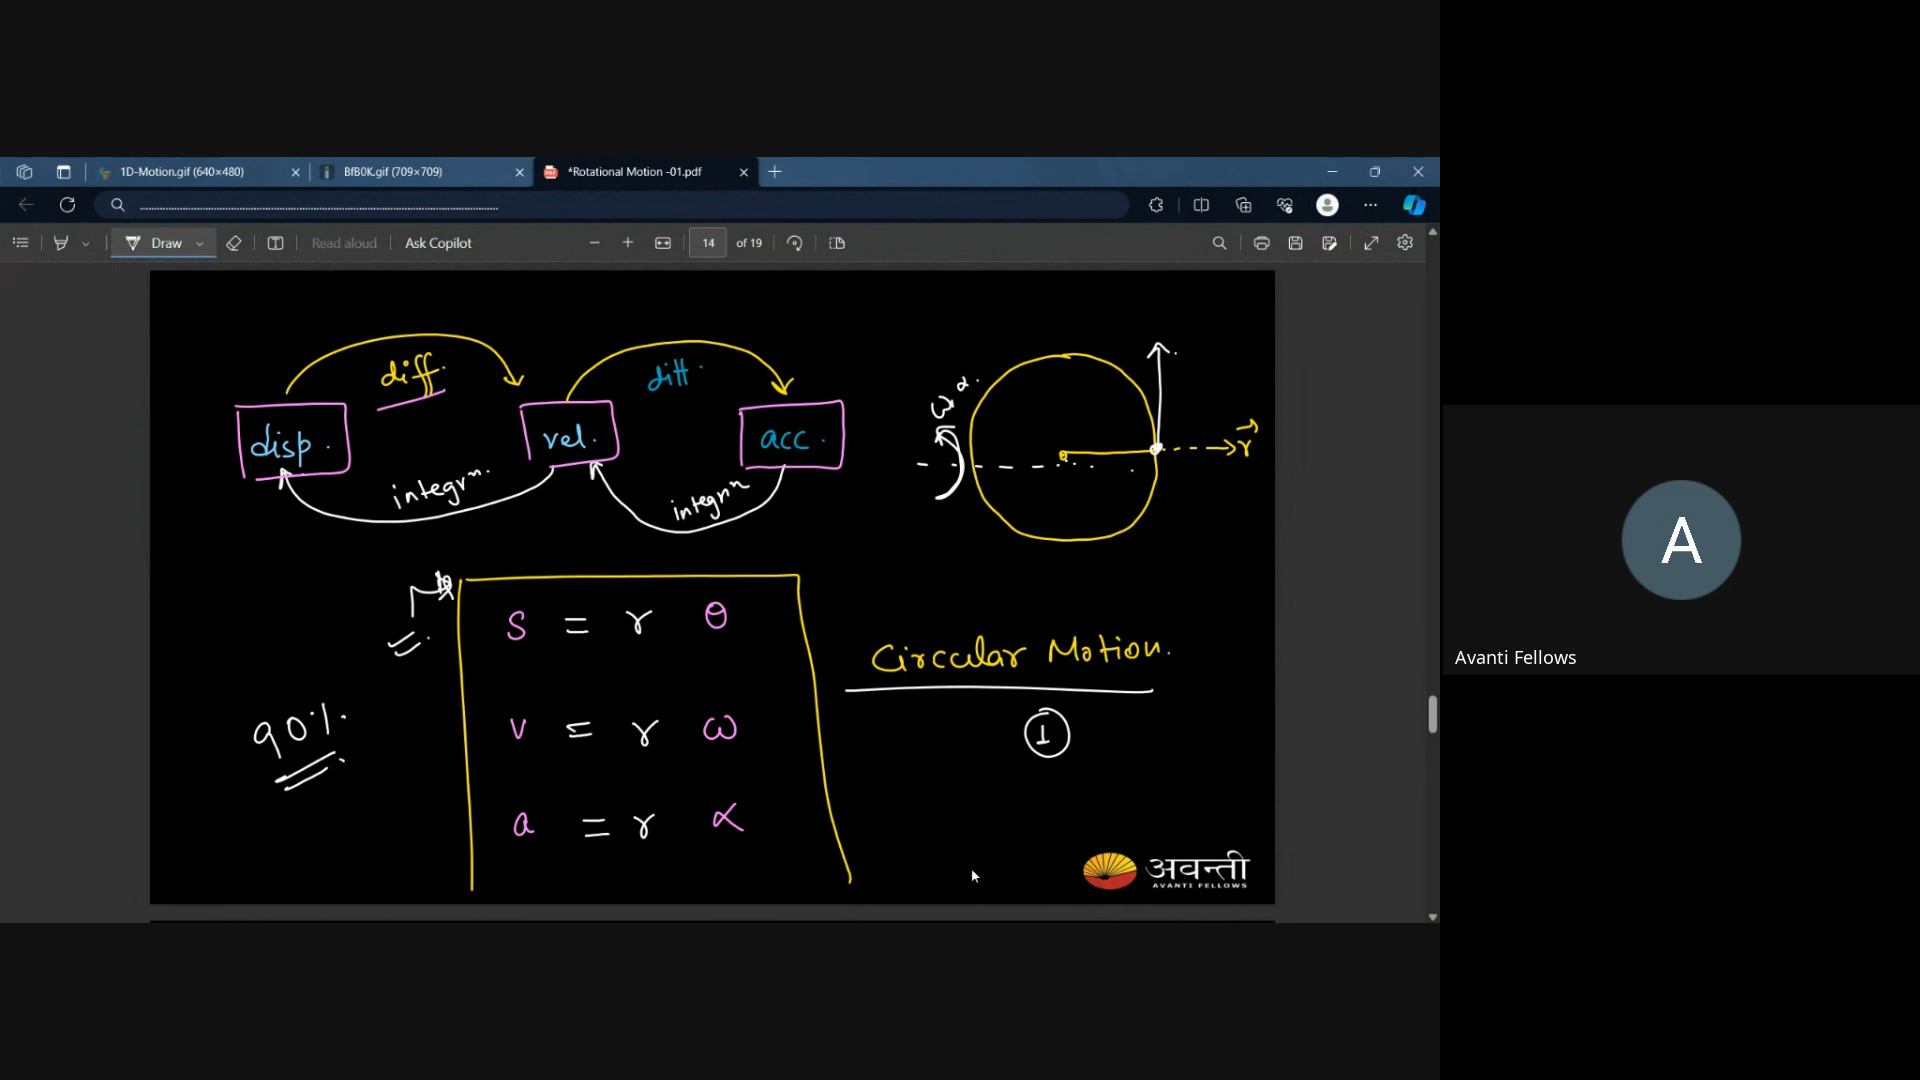 1D-Motion.gif (640×480)
BfB0K.gif (709×709)
*Rotational Motion -01.pdf
Draw
Read aloud
Ask Copilot
14 of 19
diff.
diff.
disp.
vel.
acc.
integrⁿ.
integrⁿ
ω α.
r
S = r θ
v = r ω
a = r α
90%.
Circular Motion.
1
अवन्ती
AVANTI FELLOWS
A
Avanti Fellows